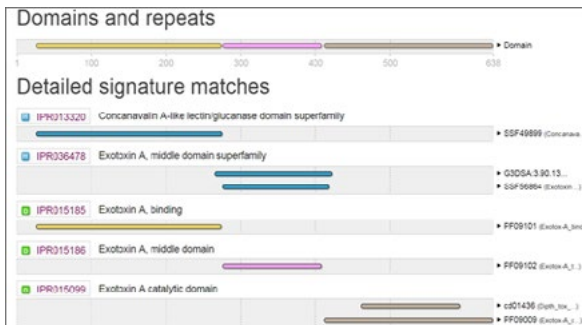 Domains and repeats
Domain
1 100 200 300 400 500 638
Detailed signature matches
IPR013320 Concanavalin A-like lectin/glucanase domain superfamily
SSF49899 (Concanava...
IPR036478 Exotoxin A, middle domain superfamily
G3DSA:3.90.13...
SSF56864 (Exotoxin ...)
IPR015185 Exotoxin A, binding
PF09101 (Exotox-A_bind
IPR015186 Exotoxin A, middle domain
PF09102 (Exotox-A_t...)
IPR015099 Exotoxin A catalytic domain
cd01436 (Dipth_tox_...)
PF09009 (Exotox-A_c...)